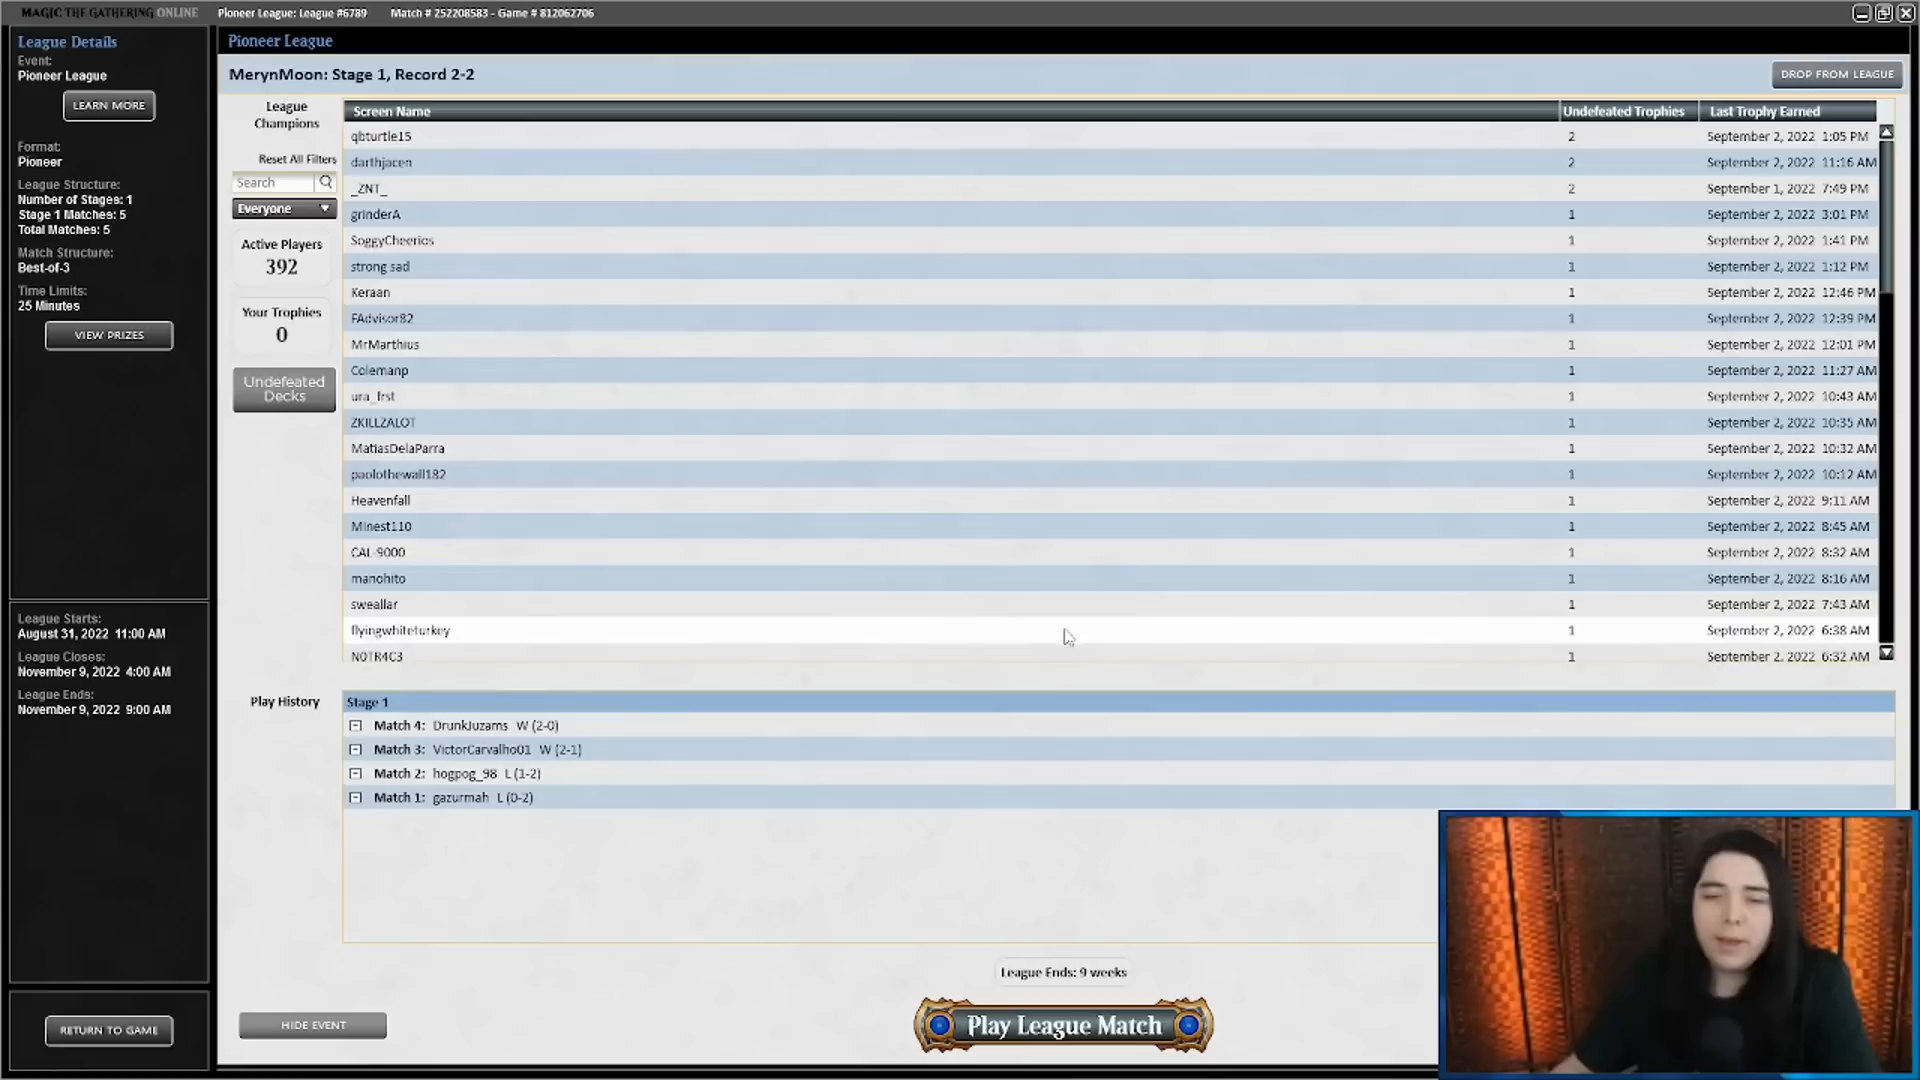 MAGIC THE GATHERING ONLINE Pioneer League: League #6789 Match # 252208583 - Game # 812062706
League Details
Event:
Pioneer League
LEARN MORE
Format:
Pioneer
League Structure:
Number of Stages: 1
Stage 1 Matches: 5
Total Matches: 5
Match Structure:
Best-of-3
Time Limits:
25 Minutes
VIEW PRIZES
League Starts:
August 31, 2022 11:00 AM
League Closes:
November 9, 2022 4:00 AM
League Ends:
November 9, 2022 9:00 AM
RETURN TO GAME
Pioneer League
MerynMoon: Stage 1, Record 2-2
DROP FROM LEAGUE
League
Champions
Reset All Filters
Search
Everyone
Active Players
392
Your Trophies
0
Undefeated
Decks
Screen Name Undefeated Trophies Last Trophy Earned
qbturtle15 2 September 2, 2022 1:05 PM
darthjacen 2 September 2, 2022 11:16 AM
_ZNT_ 2 September 1, 2022 7:49 PM
grinderA 1 September 2, 2022 3:01 PM
SoggyCheerios 1 September 2, 2022 1:41 PM
strong sad 1 September 2, 2022 1:12 PM
Keraan 1 September 2, 2022 12:46 PM
FAdvisor82 1 September 2, 2022 12:39 PM
MrMarthius 1 September 2, 2022 12:01 PM
Colemanp 1 September 2, 2022 11:27 AM
ura_frst 1 September 2, 2022 10:43 AM
ZKILLZALOT 1 September 2, 2022 10:35 AM
MatiasDelaParra 1 September 2, 2022 10:32 AM
paolothewall182 1 September 2, 2022 10:12 AM
Heavenfall 1 September 2, 2022 9:11 AM
Minest110 1 September 2, 2022 8:45 AM
CAL-9000 1 September 2, 2022 8:32 AM
manohito 1 September 2, 2022 8:16 AM
sweallar 1 September 2, 2022 7:43 AM
flyingwhiteturkey 1 September 2, 2022 6:38 AM
N0TR4C3 1 September 2, 2022 6:32 AM
Play History
Stage 1
Match 4: DrunkJuzams W (2-0)
Match 3: VictorCarvalho01 W (2-1)
Match 2: hogpog_98 L (1-2)
Match 1: gazurmah L (0-2)
League Ends: 9 weeks
HIDE EVENT
Play League Match